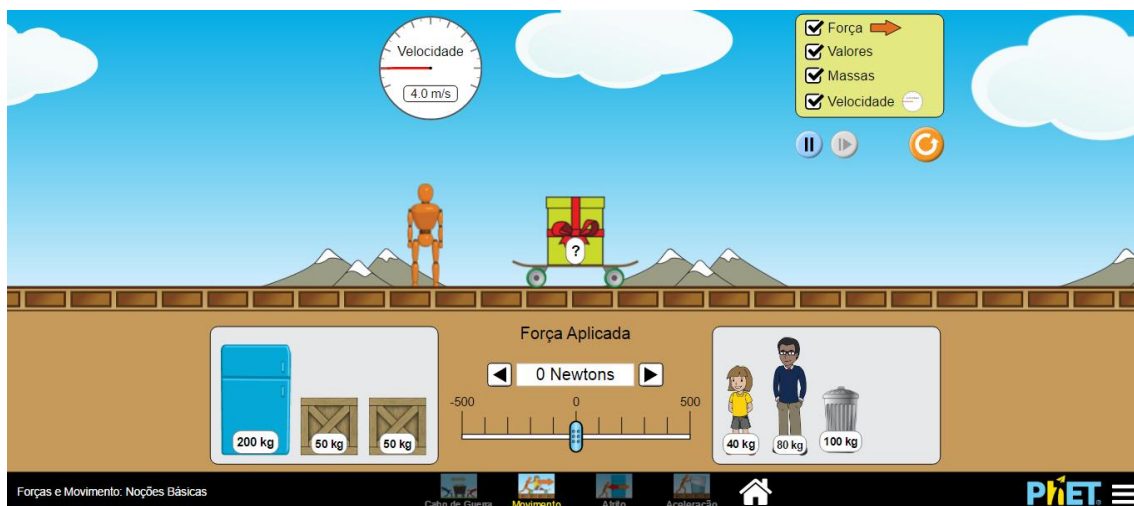 Velocidade
4.0 m/s
Força
Valores
Massas
Velocidade
?
Força Aplicada
0 Newtons
-500 0 500
200 kg 50 kg 50 kg
40 kg 80 kg 100 kg
Forças e Movimento: Noções Básicas
Cabo de Guerra Movimento Atrito Aceleração
PhET